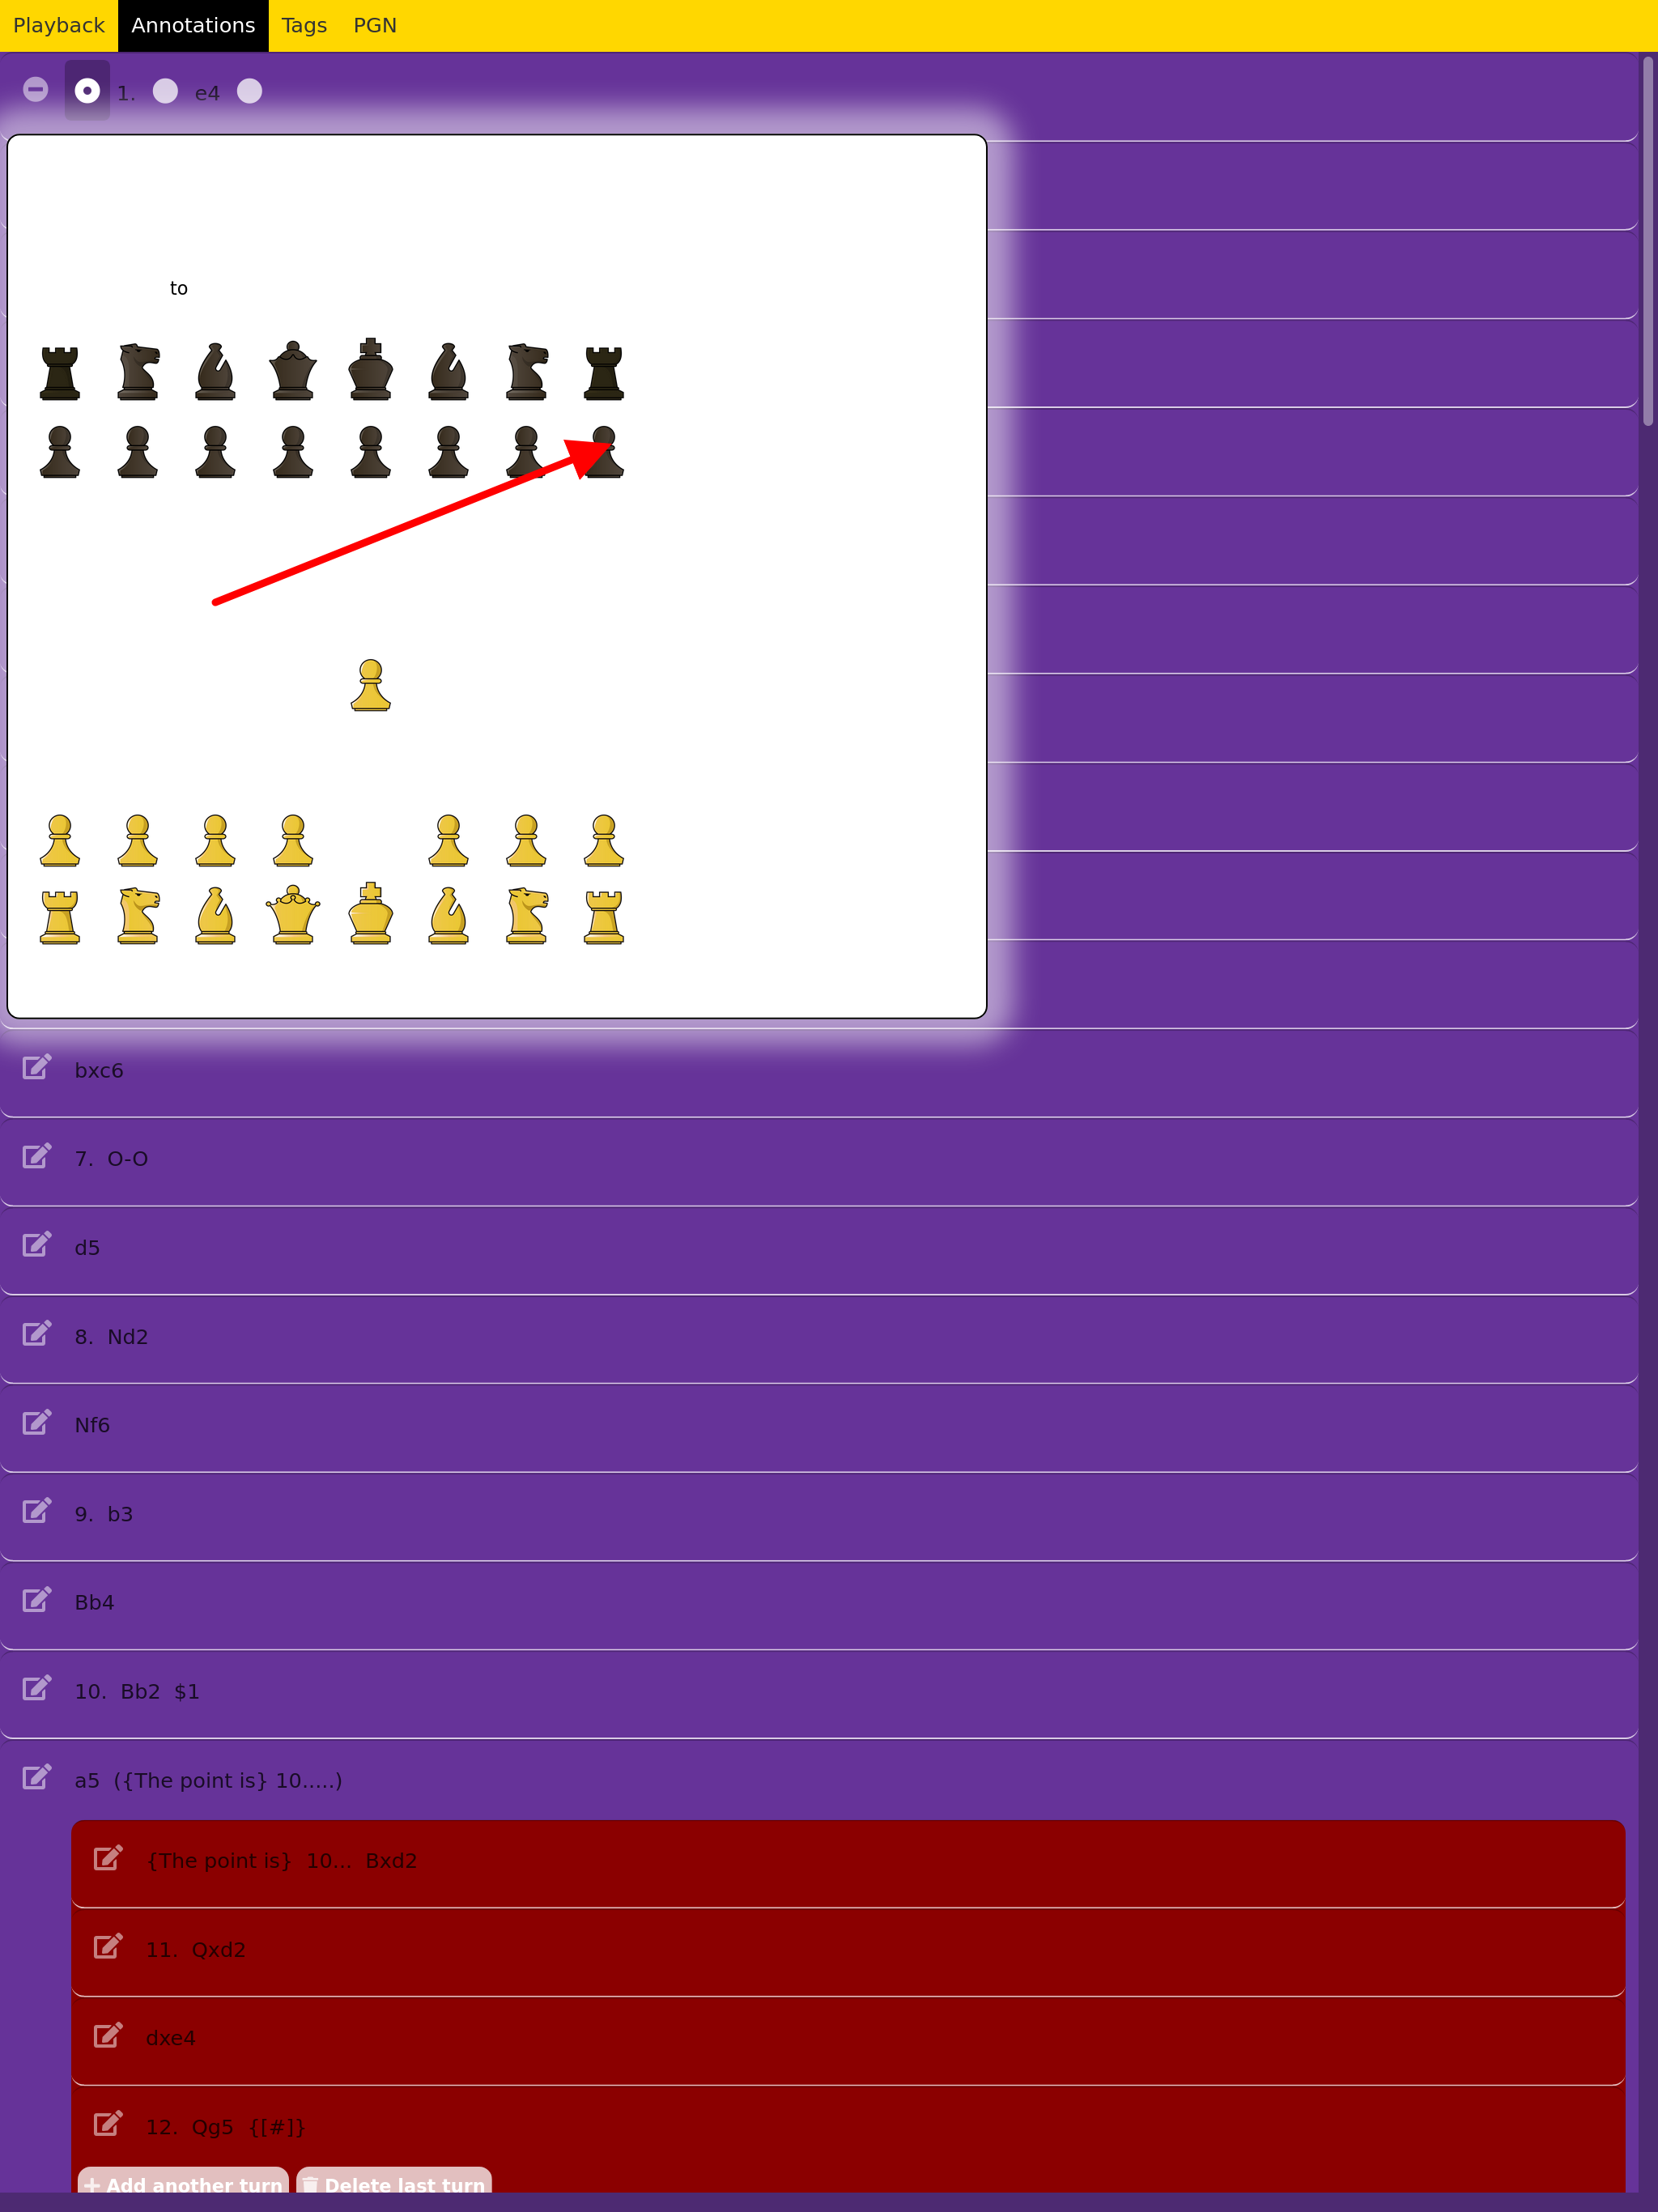 Playback Annotations Tags PGN
1. e4
to
bxc6
7. O-O
d5
8. Nd2
Nf6
9. b3
Bb4
10. Bb2 $1
a5 ({The point is} 10.....)
{The point is} 10... Bxd2
11. Qxd2
dxe4
12. Qg5 {[#]}
Add another turn Delete last turn